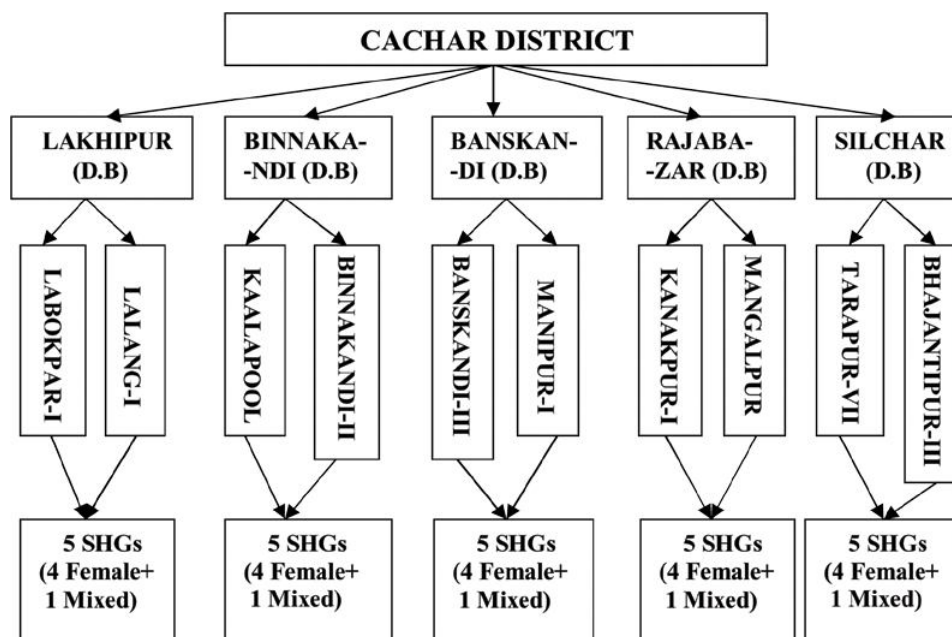 CACHAR DISTRICT
LAKHIPUR
(D.B)
BINNAKA-
-NDI (D.B)
BANSKAN-
-DI (D.B)
RAJABA-
-ZAR (D.B)
SILCHAR
(D.B)
LABOKPAR-I
LALANG-I
KAALAPOOL
BINNAKANDI-II
BANSKANDI-III
MANIPUR-I
KANAKPUR-I
MANGALPUR
TARAPUR-VII
BHAJANTIPUR-III
5 SHGs
(4 Female+
1 Mixed)
5 SHGs
(4 Female+
1 Mixed)
5 SHGs
(4 Female+
1 Mixed)
5 SHGs
(4 Female+
1 Mixed)
5 SHGs
(4 Female+
1 Mixed)